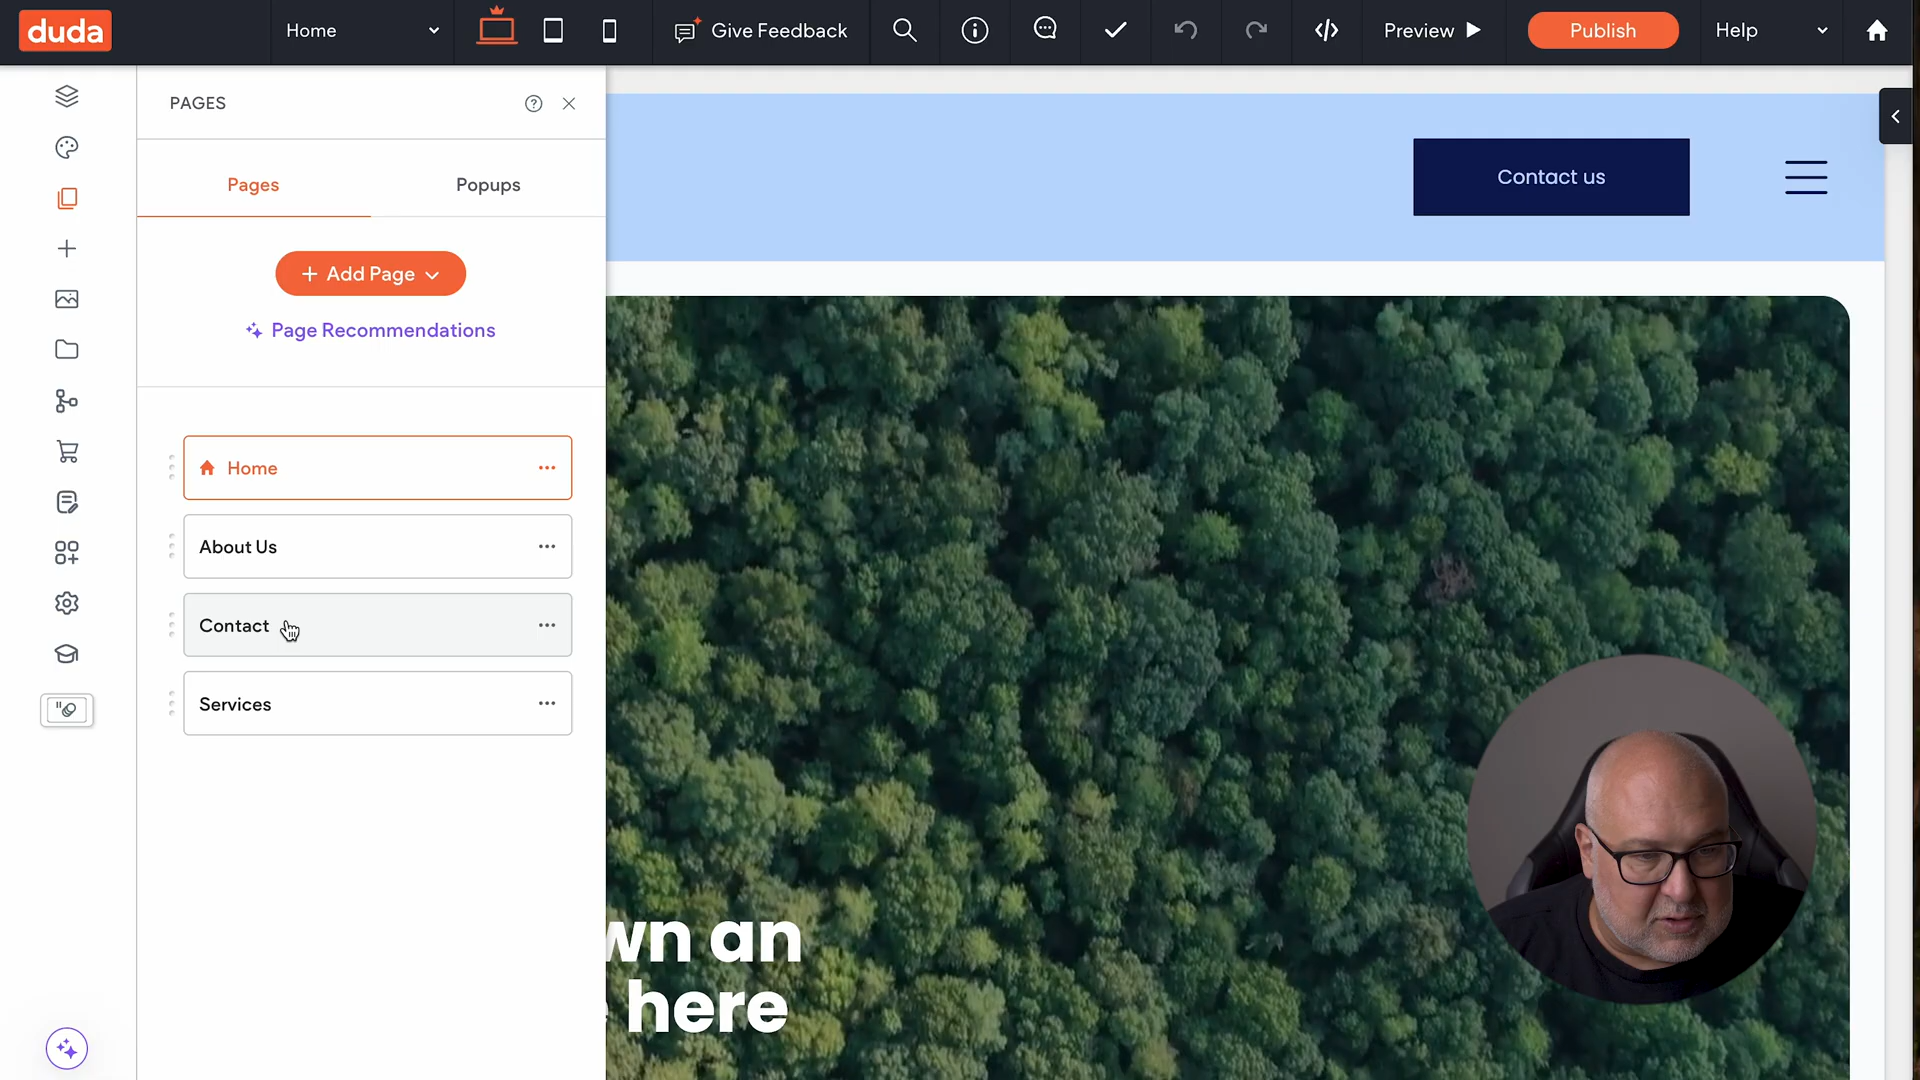 duda
Home
Give Feedback
Preview
Publish
Help
PAGES
Pages
Popups
+ Add Page
Page Recommendations
Home
About Us
Contact
Services
Contact us
wn an
here